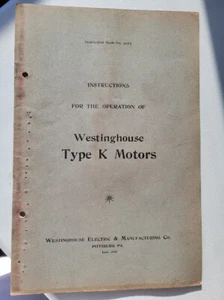 INSTRUCTIONS
FOR THE OPERATION OF
Westinghouse
Type K Motors
WESTINGHOUSE ELECTRIC & MANUFACTURING CO.
PITTSBURG, PA.